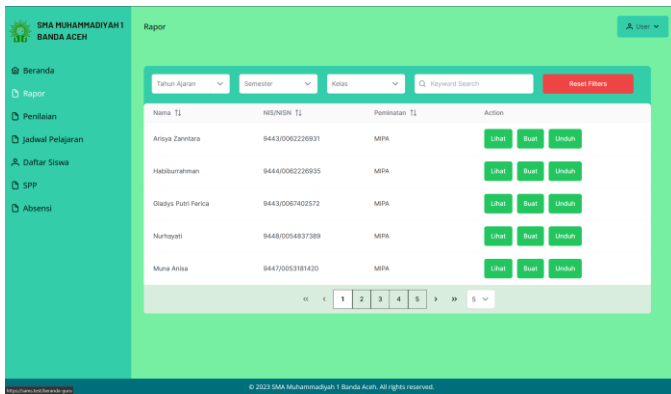 SMA MUHAMMADIYAH 1
BANDA ACEH
Rapor
User
Beranda
Rapor
Penilaian
Jadwal Pelajaran
Daftar Siswa
SPP
Absensi
Tahun Ajaran
Semester
Kelas
Keyword Search
Reset Filters
Nama
NIS/NISN
Peminatan
Action
Arisya Zanntara 9443/0062226931 MIPA Lihat Buat Unduh
Habiburrahman 9444/0062226935 MIPA Lihat Buat Unduh
Gladys Putri Ferica 9443/0067402572 MIPA Lihat Buat Unduh
Nurhayati 9448/0054837389 MIPA Lihat Buat Unduh
Muna Anisa 9447/0053181420 MIPA Lihat Buat Unduh
« ‹ 1 2 3 4 5 › » 5
© 2023 SMA Muhammadiyah 1 Banda Aceh. All rights reserved.